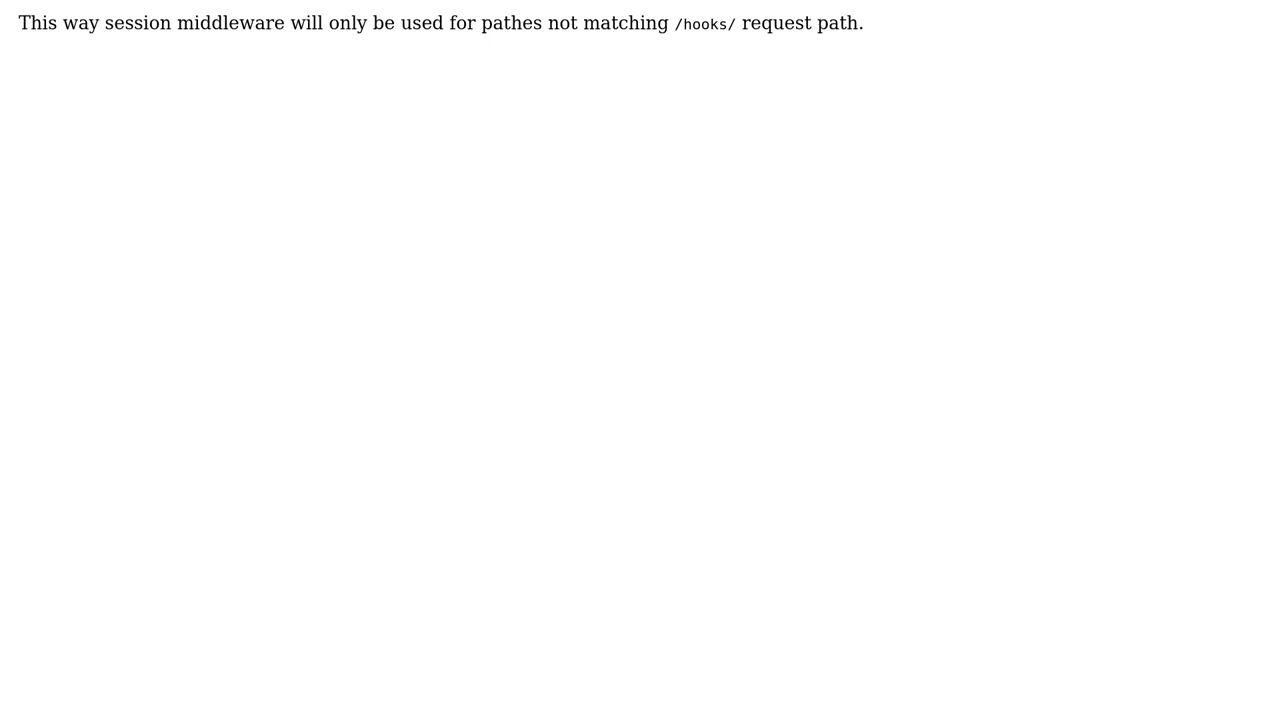 This way session middleware will only be used for pathes not matching /hooks/ request path.